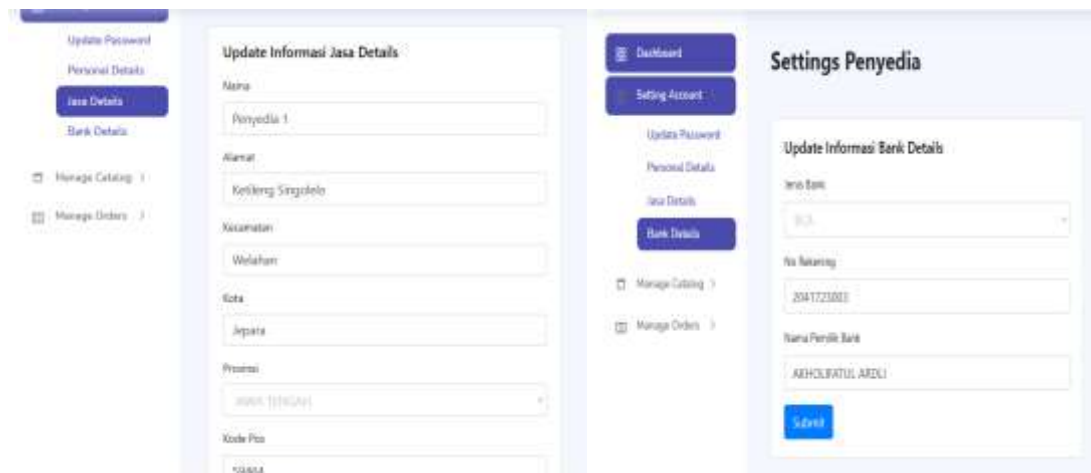 Update Password
Personal Details
Jasa Details
Bank Details
Manage Catalog
Manage Orders
Update Informasi Jasa Details
Nama
Penyedia 1
Alamat
Ketileng Singolelo
Kecamatan
Welahan
Kota
Jepara
Provinsi
JAWA TENGAH
Kode Pos
Dashboard
Setting Account
Update Password
Personal Details
Jasa Details
Bank Details
Manage Catalog
Manage Orders
Settings Penyedia
Update Informasi Bank Details
Jenis Bank
BCA
No Rekening
Nama Pemilik Bank
Submit